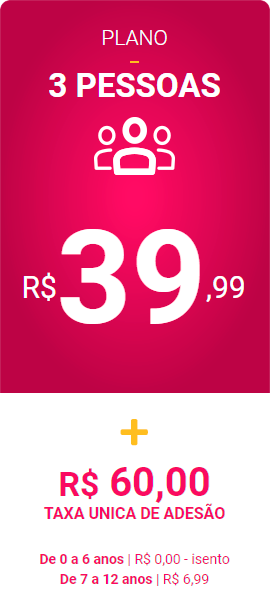 PLANO
3 PESSOAS
R$39,99
+
R$ 60,00
TAXA UNICA DE ADESÃO
De 0 a 6 anos | R$ 0,00 - isento
De 7 a 12 anos | R$ 6,99